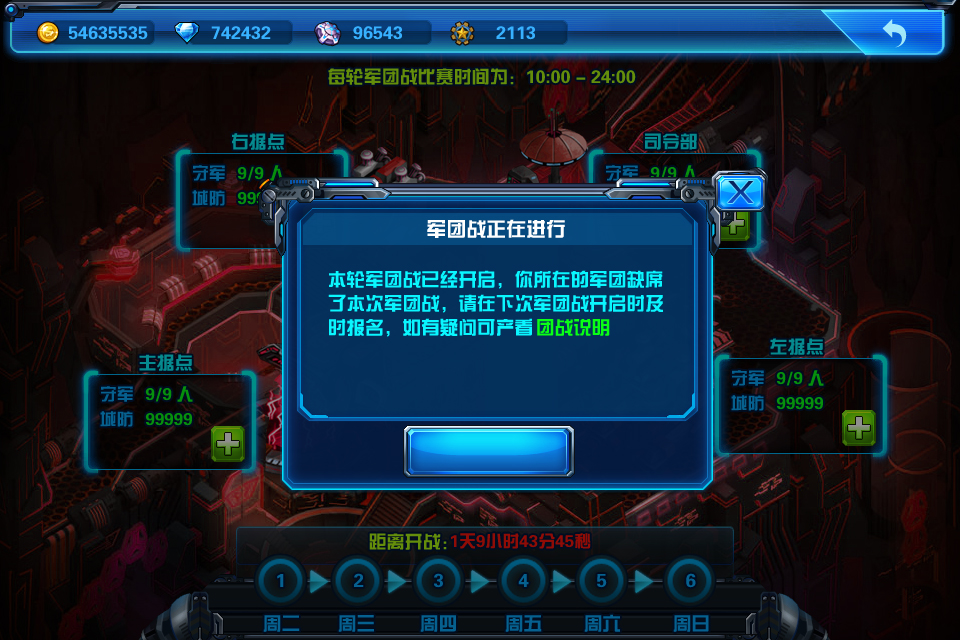 54635535 742432 96543 2113
每轮军团战比赛时间为：10:00 - 24:00
右据点 司令部
守军 9/9 人 守军 9/9 人
城防
军团战正在进行
本轮军团战已经开启，你所在的军团缺席
了本次军团战，请在下次军团战开启时及
时报名，如有疑问可产看团战说明
主据点 左据点
守军 9/9 人 守军 9/9 人
城防 99999 城防 99999
距离开战:1天9小时43分45秒
1 2 3 4 5 6
周二 周三 周四 周五 周六 周日